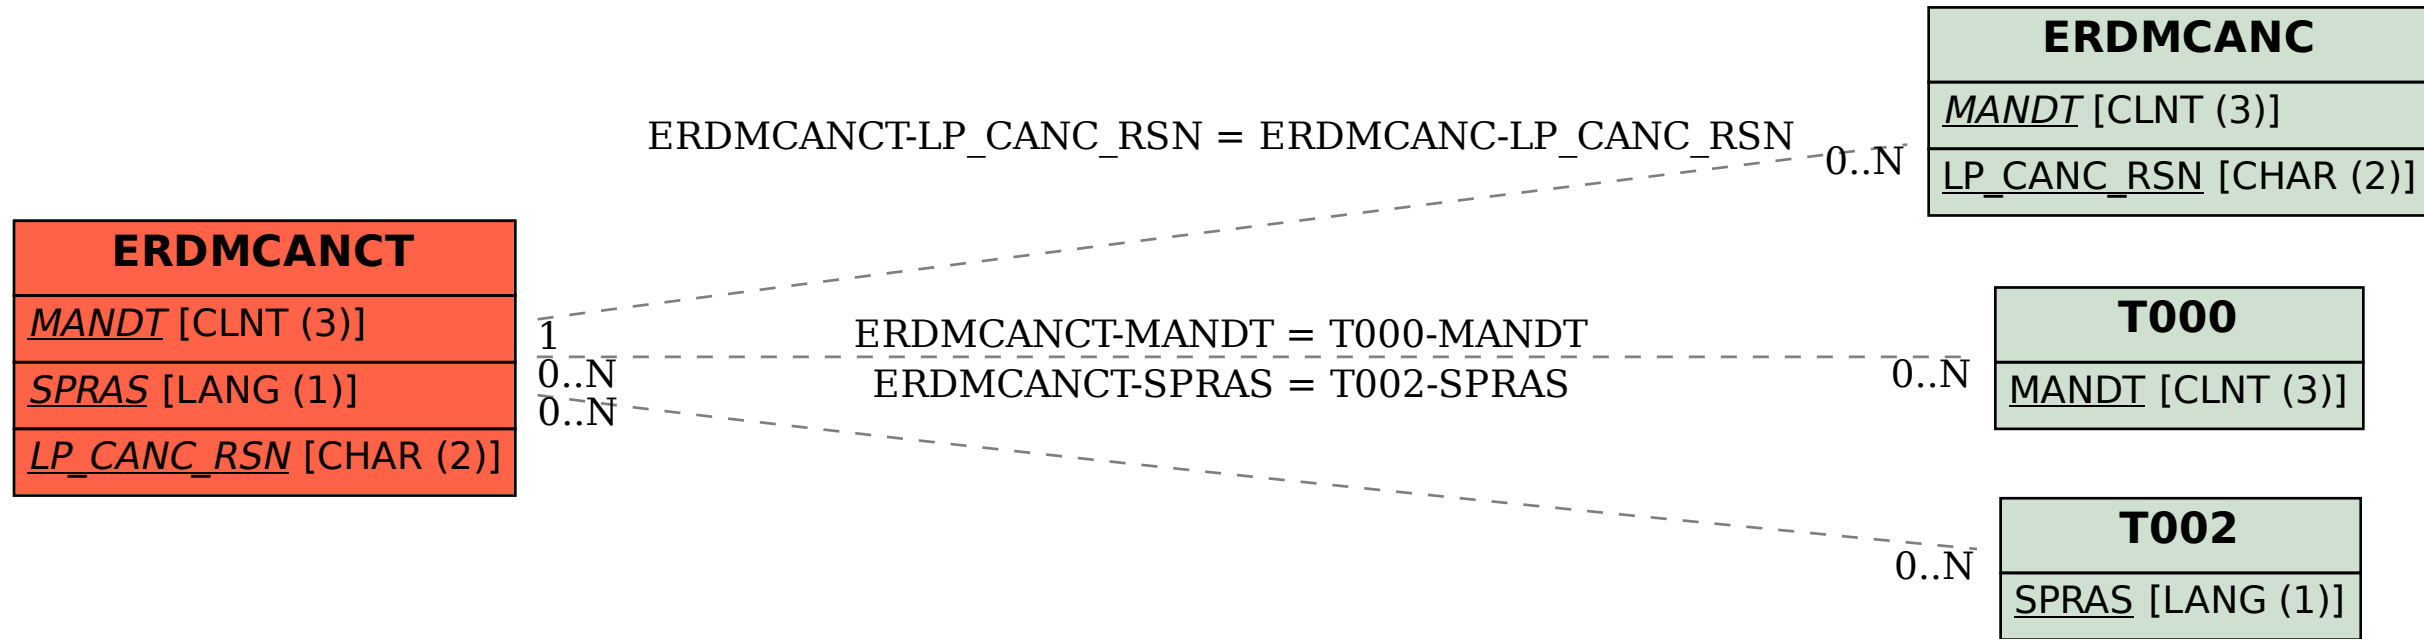 ERDMCANC
MANDT [CLNT (3)]
LP_CANC_RSN [CHAR (2)]
ERDMCANCT-LP_CANC_RSN = ERDMCANC-LP_CANC_RSN
0..N
ERDMCANCT
MANDT [CLNT (3)]
SPRAS [LANG (1)]
LP_CANC_RSN [CHAR (2)]
1
0..N
0..N
ERDMCANCT-MANDT = T000-MANDT
ERDMCANCT-SPRAS = T002-SPRAS
0..N
T000
MANDT [CLNT (3)]
0..N
T002
SPRAS [LANG (1)]